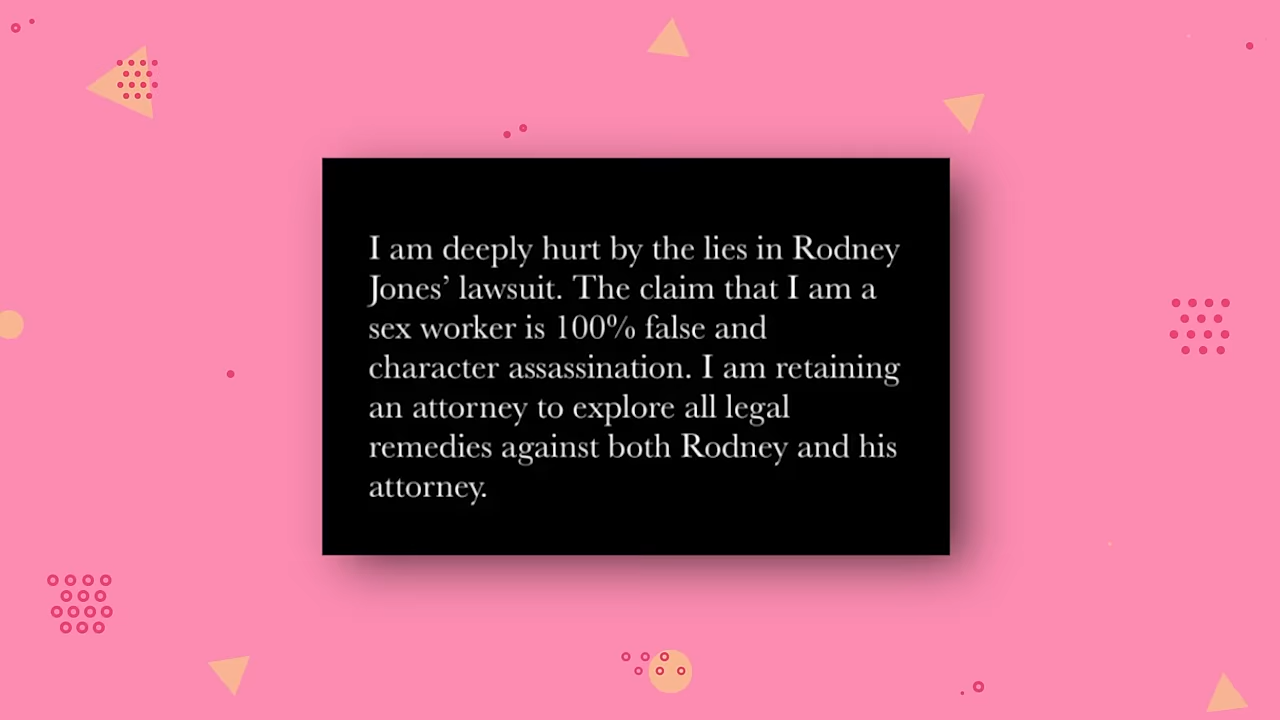 I am deeply hurt by the lies in Rodney
Jones’ lawsuit. The claim that I am a
sex worker is 100% false and
character assassination. I am retaining
an attorney to explore all legal
remedies against both Rodney and his
attorney.